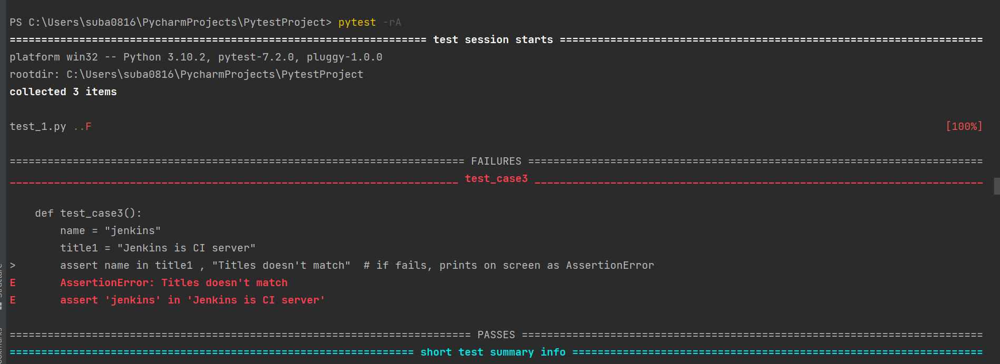 PS C:\Users\suba0816\PycharmProjects\PytestProject> pytest -rA
================================================================== test session starts ===================================================================
platform win32 -- Python 3.10.2, pytest-7.2.0, pluggy-1.0.0
rootdir: C:\Users\suba0816\PycharmProjects\PytestProject
collected 3 items
test_1.py ..F [100%]
======================================================================== FAILURES ========================================================================
_______________________________________________________________________ test_case3 _______________________________________________________________________
    def test_case3():
        name = "jenkins"
        title1 = "Jenkins is CI server"
>       assert name in title1 , "Titles doesn't match"  # if fails, prints on screen as AssertionError
E       AssertionError: Titles doesn't match
E       assert 'jenkins' in 'Jenkins is CI server'
========================================================================= PASSES =========================================================================
================================================================ short test summary info =================================================================
Structure